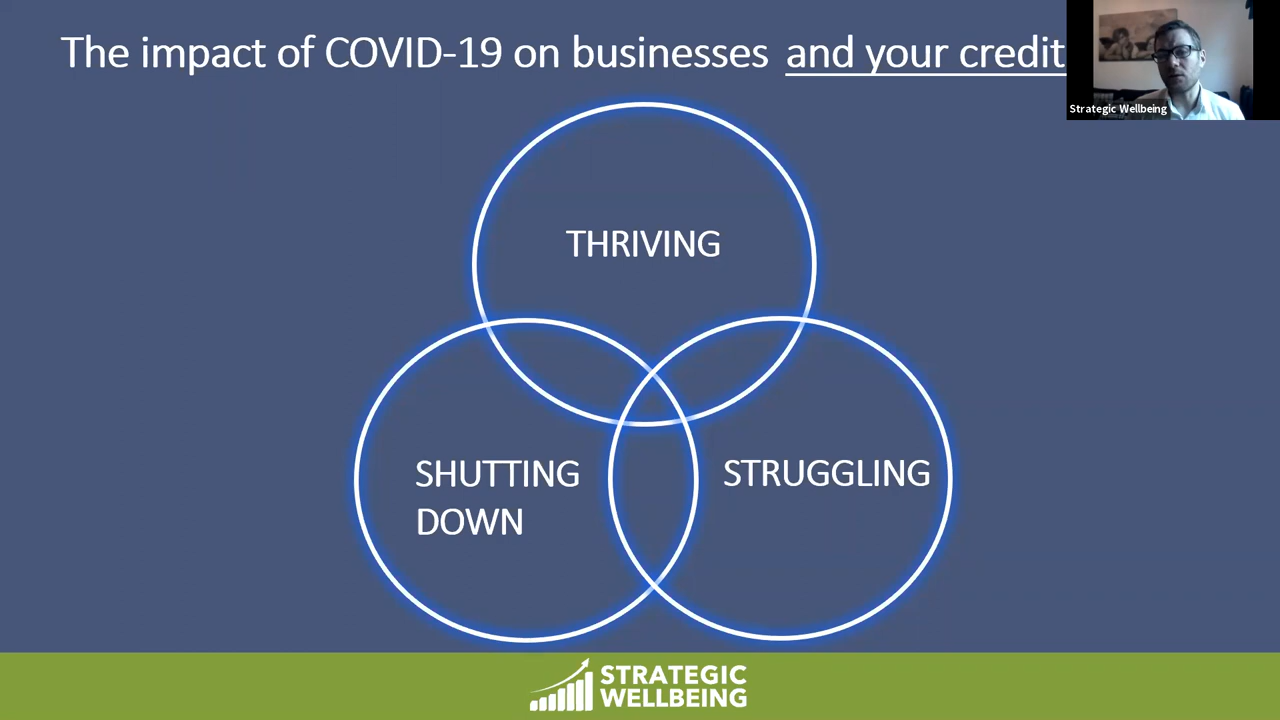 The impact of COVID-19 on businesses and your credit
Strategic Wellbeing
THRIVING
SHUTTING
DOWN
STRUGGLING
STRATEGIC
WELLBEING